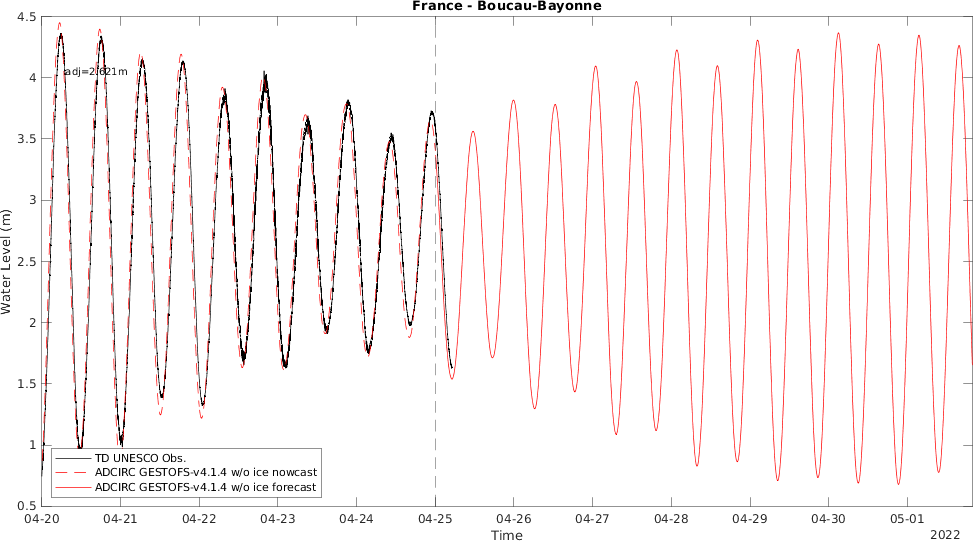 France - Boucau-Bayonne
Water Level (m)
4.5
4
3.5
3
2.5
2
1.5
1
0.5
adj=2.621m
TD UNESCO Obs.
ADCIRC GESTOFS-v4.1.4 w/o ice nowcast
ADCIRC GESTOFS-v4.1.4 w/o ice forecast
04-20 04-21 04-22 04-23 04-24 04-25 04-26 04-27 04-28 04-29 04-30 05-01
Time
2022